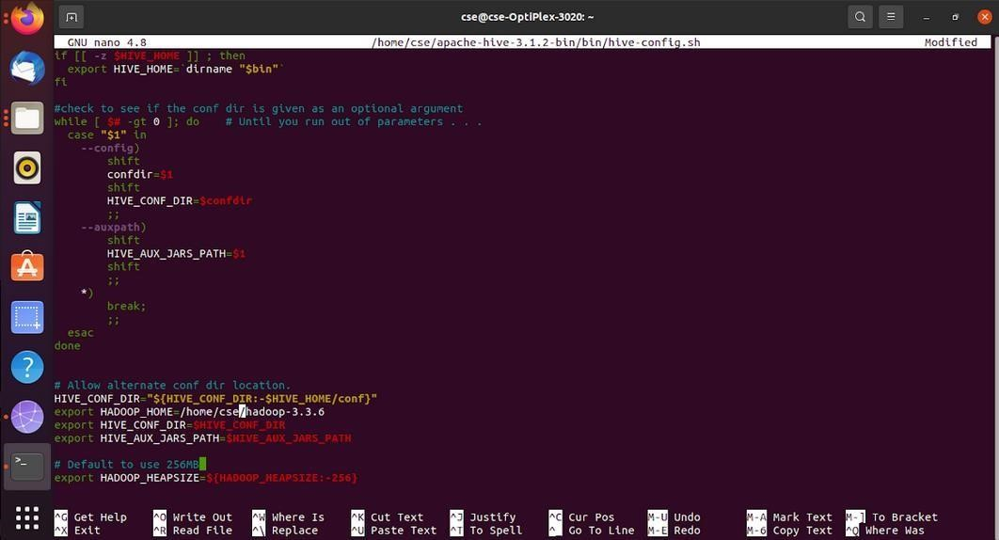 cse@cse-OptiPlex-3020: ~
GNU nano 4.8 /home/cse/apache-hive-3.1.2-bin/bin/hive-config.sh Modified
if [[ -z $HIVE_HOME ]] ; then
  export HIVE_HOME=`dirname "$bin"`
fi

#check to see if the conf dir is given as an optional argument
while [ $# -gt 0 ]; do    # Until you run out of parameters . . .
  case "$1" in
    --config)
        shift
        confdir=$1
        shift
        HIVE_CONF_DIR=$confdir
        ;;
    --auxpath)
        shift
        HIVE_AUX_JARS_PATH=$1
        shift
        ;;
    *)
        break;
        ;;
  esac
done

# Allow alternate conf dir location.
HIVE_CONF_DIR="${HIVE_CONF_DIR:-$HIVE_HOME/conf}"
export HADOOP_HOME=/home/cse/hadoop-3.3.6
export HIVE_CONF_DIR=$HIVE_CONF_DIR
export HIVE_AUX_JARS_PATH=$HIVE_AUX_JARS_PATH

# Default to use 256MB
export HADOOP_HEAPSIZE=${HADOOP_HEAPSIZE:-256}

^G Get Help ^O Write Out ^W Where Is ^K Cut Text ^J Justify ^C Cur Pos M-U Undo M-A Mark Text M-] To Bracket
^X Exit ^R Read File ^\ Replace ^U Paste Text ^T To Spell ^_ Go To Line M-E Redo M-6 Copy Text ^Q Where Was